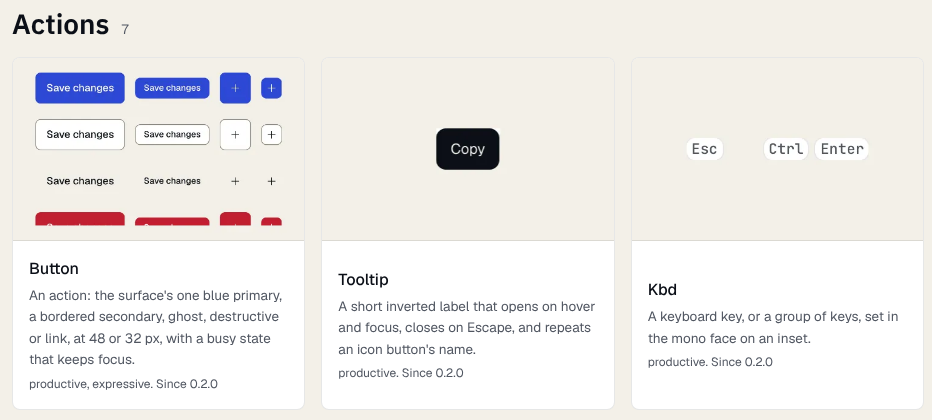 Actions 7
Save changes Save changes + +
Save changes Save changes + +
Save changes Save changes + +
Copy
Esc Ctrl Enter
Button
An action: the surface's one blue primary,
a bordered secondary, ghost, destructive
or link, at 48 or 32 px, with a busy state
that keeps focus.
productive, expressive. Since 0.2.0
Tooltip
A short inverted label that opens on hover
and focus, closes on Escape, and repeats
an icon button's name.
productive. Since 0.2.0
Kbd
A keyboard key, or a group of keys, set in
the mono face on an inset.
productive. Since 0.2.0